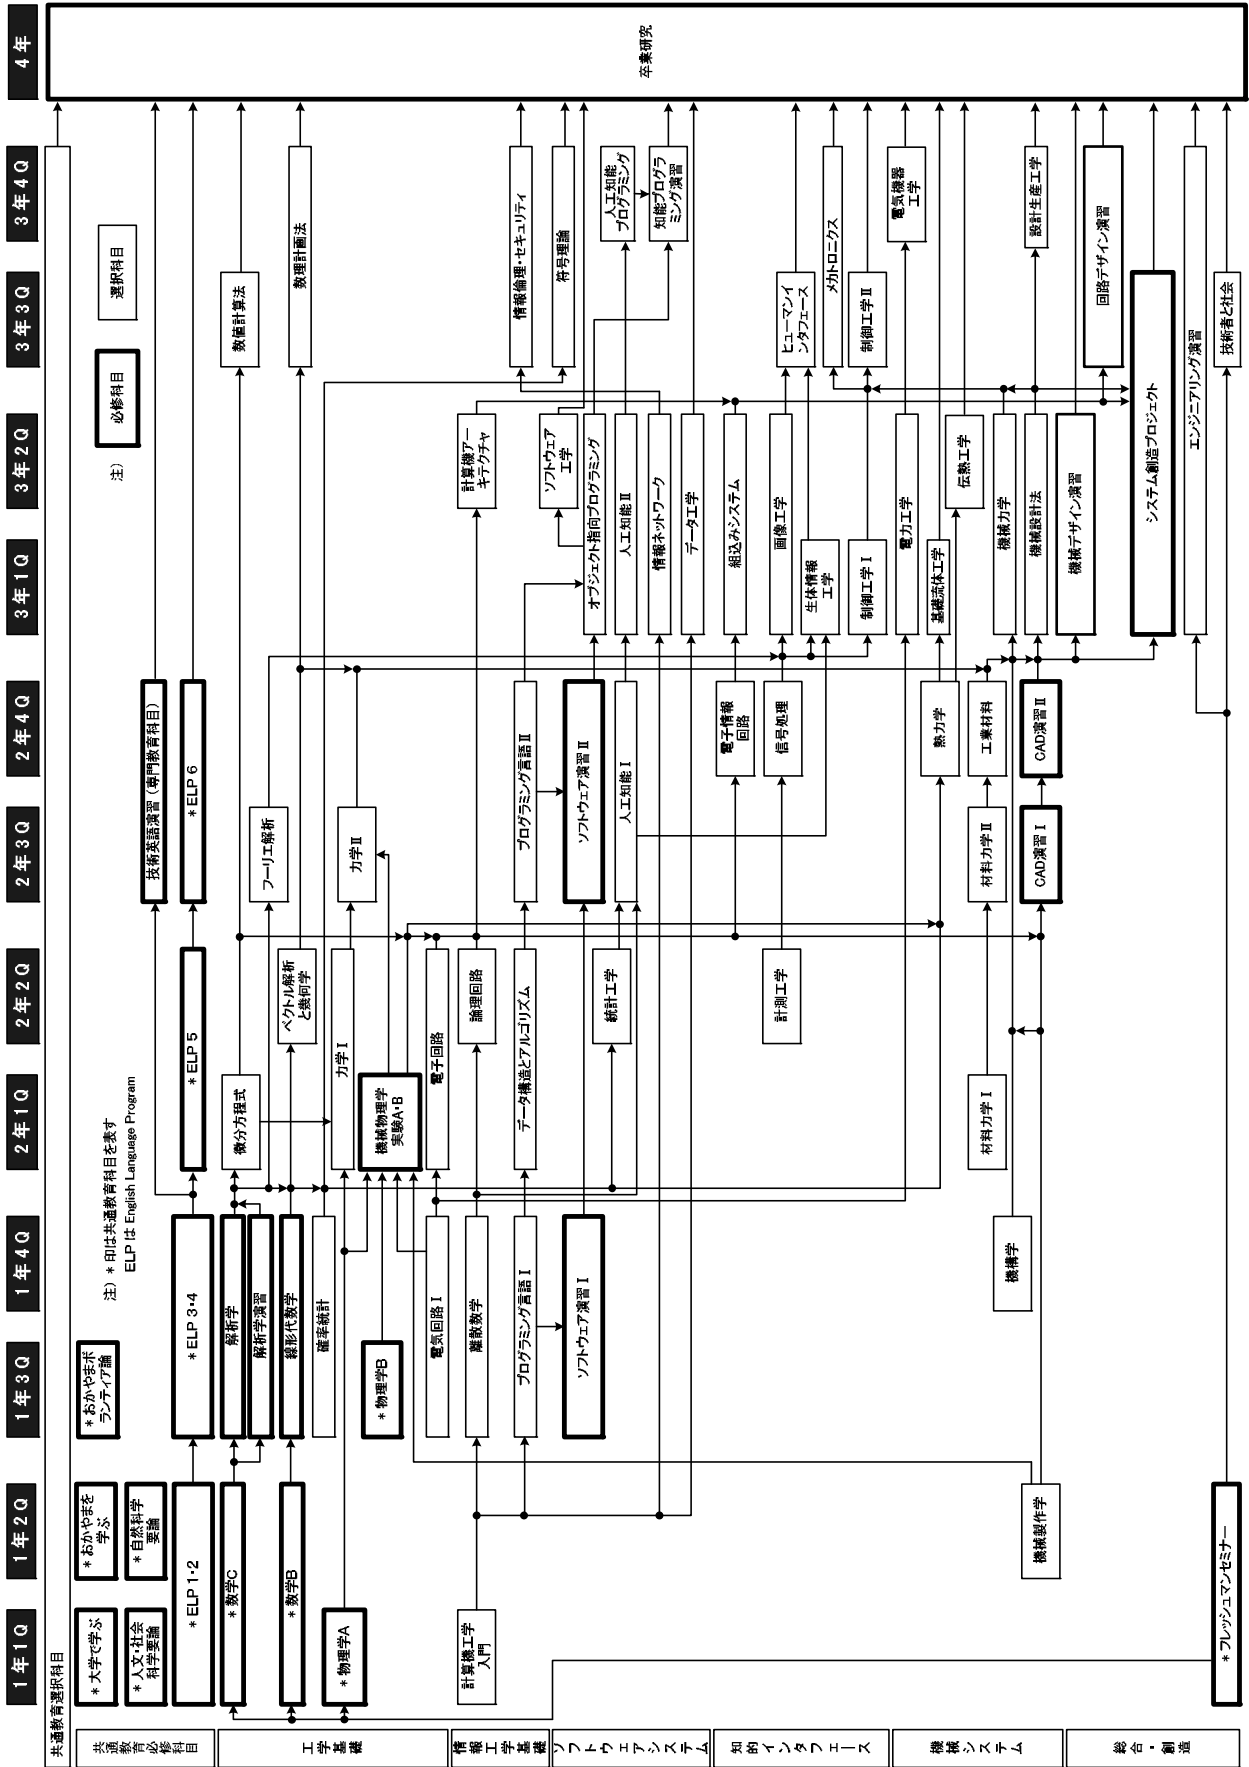 1年1Q
1年2Q
1年3Q
1年4Q
2年1Q
2年2Q
2年3Q
2年4Q
3年1Q
3年2Q
3年3Q
3年4Q
4年
共通教育選択科目
卒業研究
共通教育
必修科目
*大学で学ぶ
*おかやまを
学ぶ
*おかやまボ
ランティア論
*人文・社会
科学要論
*自然科学
要論
注)*印は共通教育科目を表す
ELPは English Language Program
注)
必修科目
選択科目
技術英語演習(専門教育科目)
*ELP 1・2
*ELP 3・4
*ELP 5
*ELP 6
工学基礎
*数学C
解析学
微分方程式
数値計算法
解析学演習
フーリエ解析
*数学B
線形代数学
ベクトル解析
と幾何学
数理計画法
確率統計
*物理学A
力学Ⅰ
力学Ⅱ
*物理学B
機械物理学
実験A・B
電気回路Ⅰ
電子回路
情報工学基礎
計算機工学
入門
離散数学
論理回路
計算機アー
キテクチャ
プログラミング言語Ⅰ
データ構造とアルゴリズム
プログラミング言語Ⅱ
情報倫理・セキュリティ
ソフトウェアシステム
ソフトウェア
工学
符号理論
ソフトウェア演習Ⅰ
ソフトウェア演習Ⅱ
オブジェクト指向プログラミング
統計工学
人工知能Ⅰ
人工知能Ⅱ
人工知能
プログラミング
情報ネットワーク
知能プログラ
ミング演習
データ工学
知的インタフェース
電子情報
回路
組込みシステム
計測工学
信号処理
画像工学
ヒューマンイ
ンタフェース
生体情報
工学
メカトロニクス
制御工学Ⅰ
制御工学Ⅱ
機械システム
電力工学
電気機器
工学
熱力学
基礎流体工学
伝熱工学
材料力学Ⅰ
材料力学Ⅱ
工業材料
機構学
機械力学
機械製作学
CAD演習Ⅰ
CAD演習Ⅱ
機械設計法
設計生産工学
総合・創造
機械デザイン演習
回路デザイン演習
システム創造プロジェクト
エンジニアリング演習
*フレッシュマンセミナー
技術者と社会